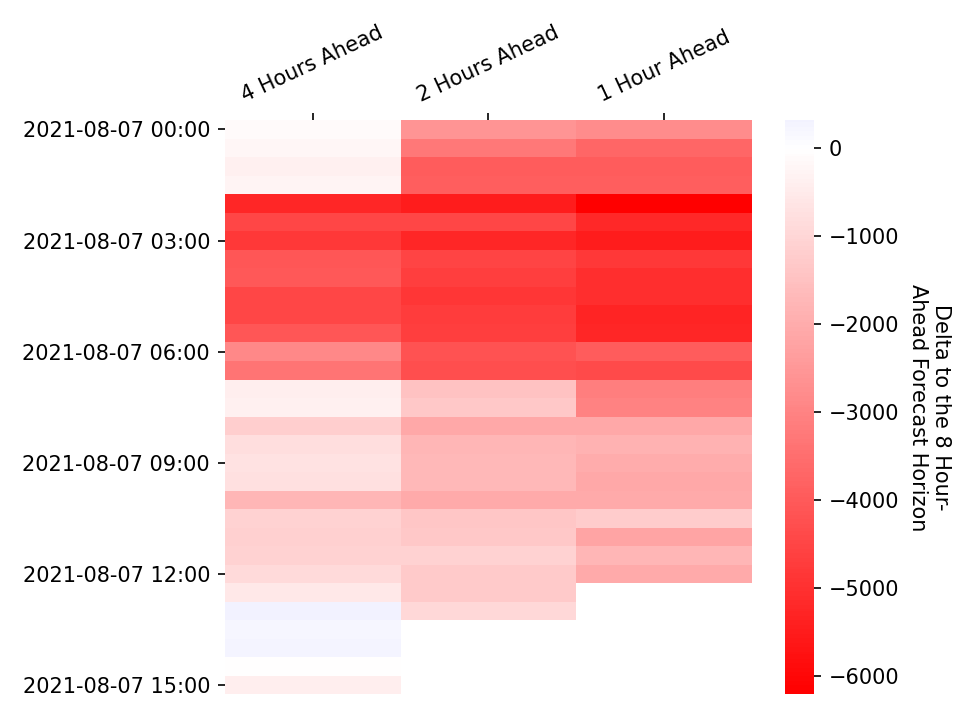 4 Hours Ahead
2 Hours Ahead
1 Hour Ahead
2021-08-07 00:00
2021-08-07 03:00
2021-08-07 06:00
2021-08-07 09:00
2021-08-07 12:00
2021-08-07 15:00
0
−1000
−2000
−3000
−4000
−5000
−6000
Delta to the 8 Hour-
Ahead Forecast Horizon